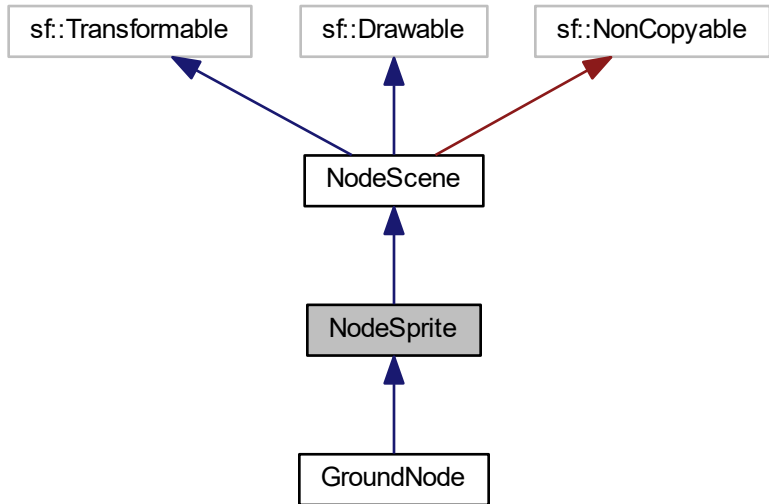 sf::Transformable
sf::Drawable
sf::NonCopyable
NodeScene
NodeSprite
GroundNode